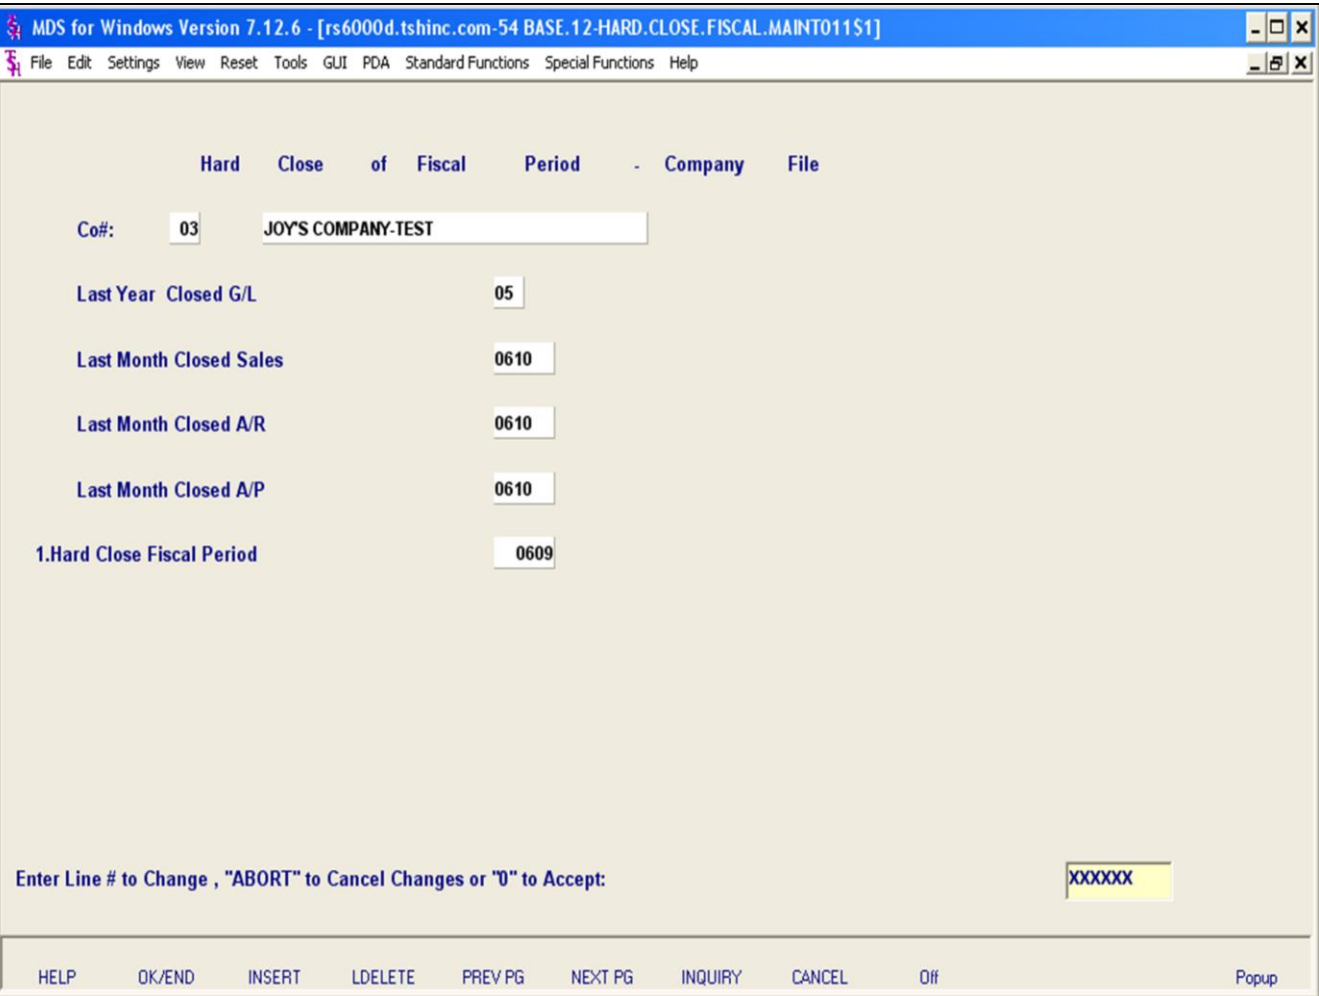 MDS for Windows Version 7.12.6 - [rs6000d.tshinc.com-54 BASE.12-HARD.CLOSE.FISCAL.MAINT011$1]
File Edit Settings View Reset Tools GUI PDA Standard Functions Special Functions Help
Hard Close of Fiscal Period - Company File
Co#: 03 JOY'S COMPANY-TEST
Last Year Closed G/L 05
Last Month Closed Sales 0610
Last Month Closed A/R 0610
Last Month Closed A/P 0610
1.Hard Close Fiscal Period 0609
Enter Line # to Change , "ABORT" to Cancel Changes or "0" to Accept: XXXXXX
HELP OK/END INSERT LDELETE PREV PG NEXT PG INQUIRY CANCEL Off Popup